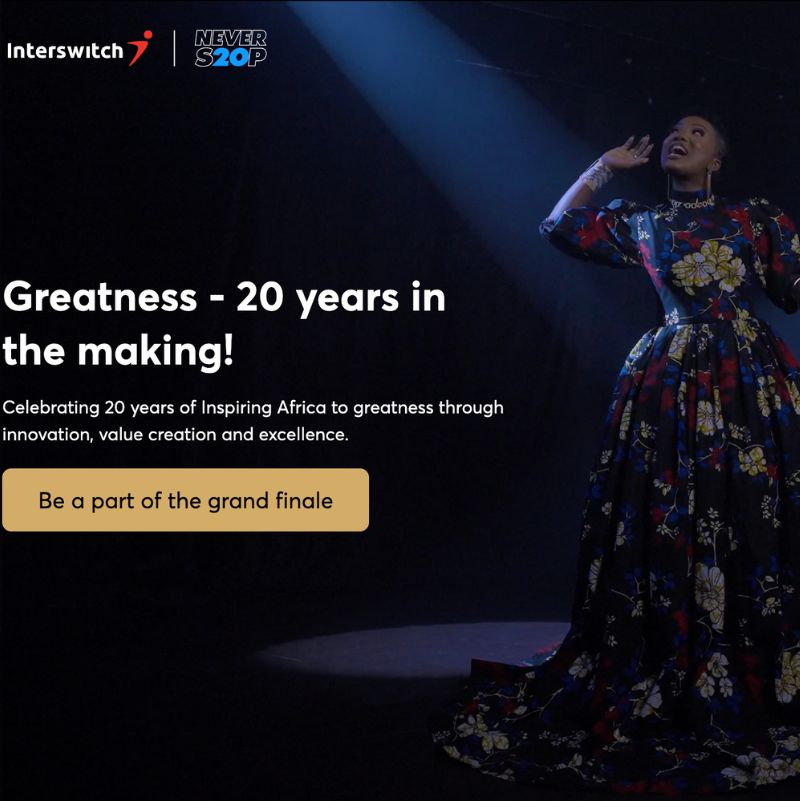 Interswitch
NEVER
S20P
Greatness - 20 years in
the making!
Celebrating 20 years of Inspiring Africa to greatness through
innovation, value creation and excellence.
Be a part of the grand finale